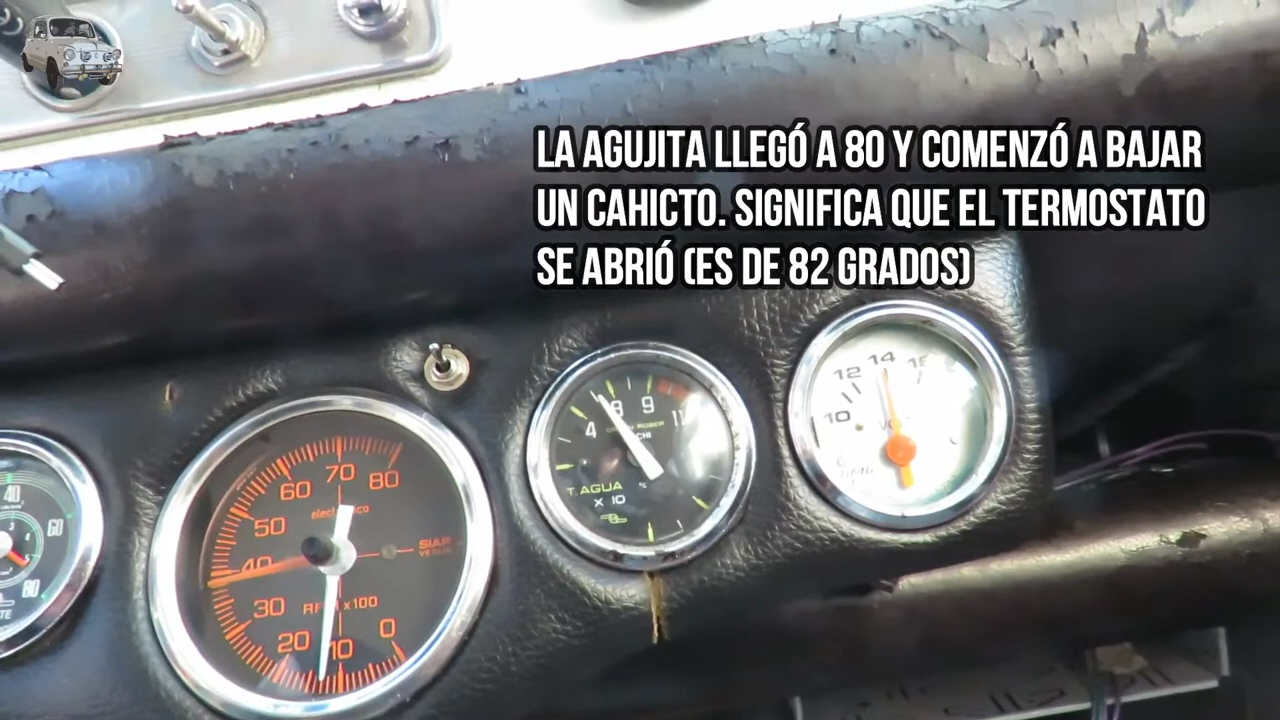 LA AGUJITA LLEGÓ A 80 Y COMENZÓ A BAJAR
UN CAHICTO. SIGNIFICA QUE EL TERMOSTATO
SE ABRIÓ (ES DE 82 GRADOS)
40
60
80
0
10
20
30
40
50
60
70
80
RPM x100
4
8
9
11
T. AGUA
X 10
°c
10
12
14
16